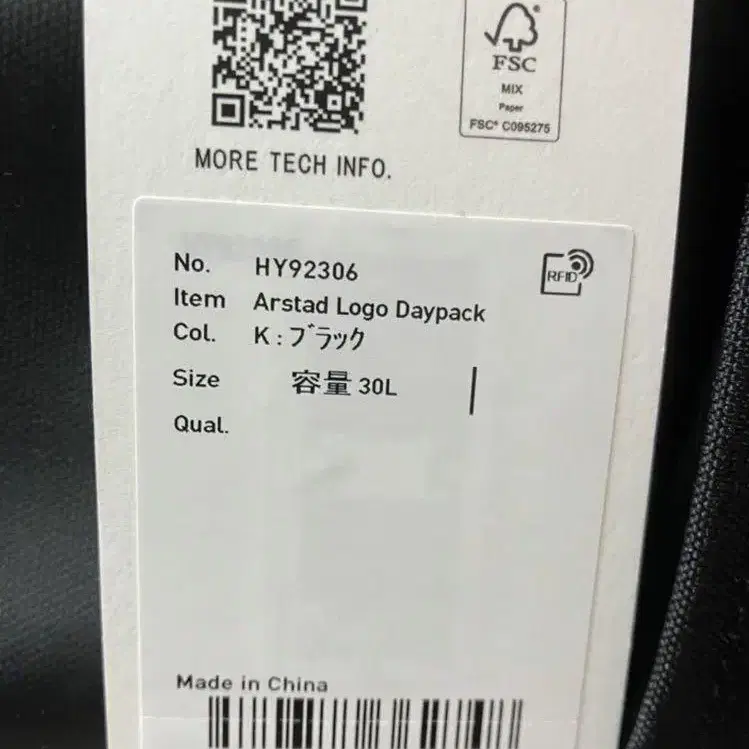 FSC
MIX
Paper
FSC® C095275
MORE TECH INFO.
No. HY92306
RFID
Item Arstad Logo Daypack
Col. K:ブラック
Size 容量 30L
Qual.
Made in China